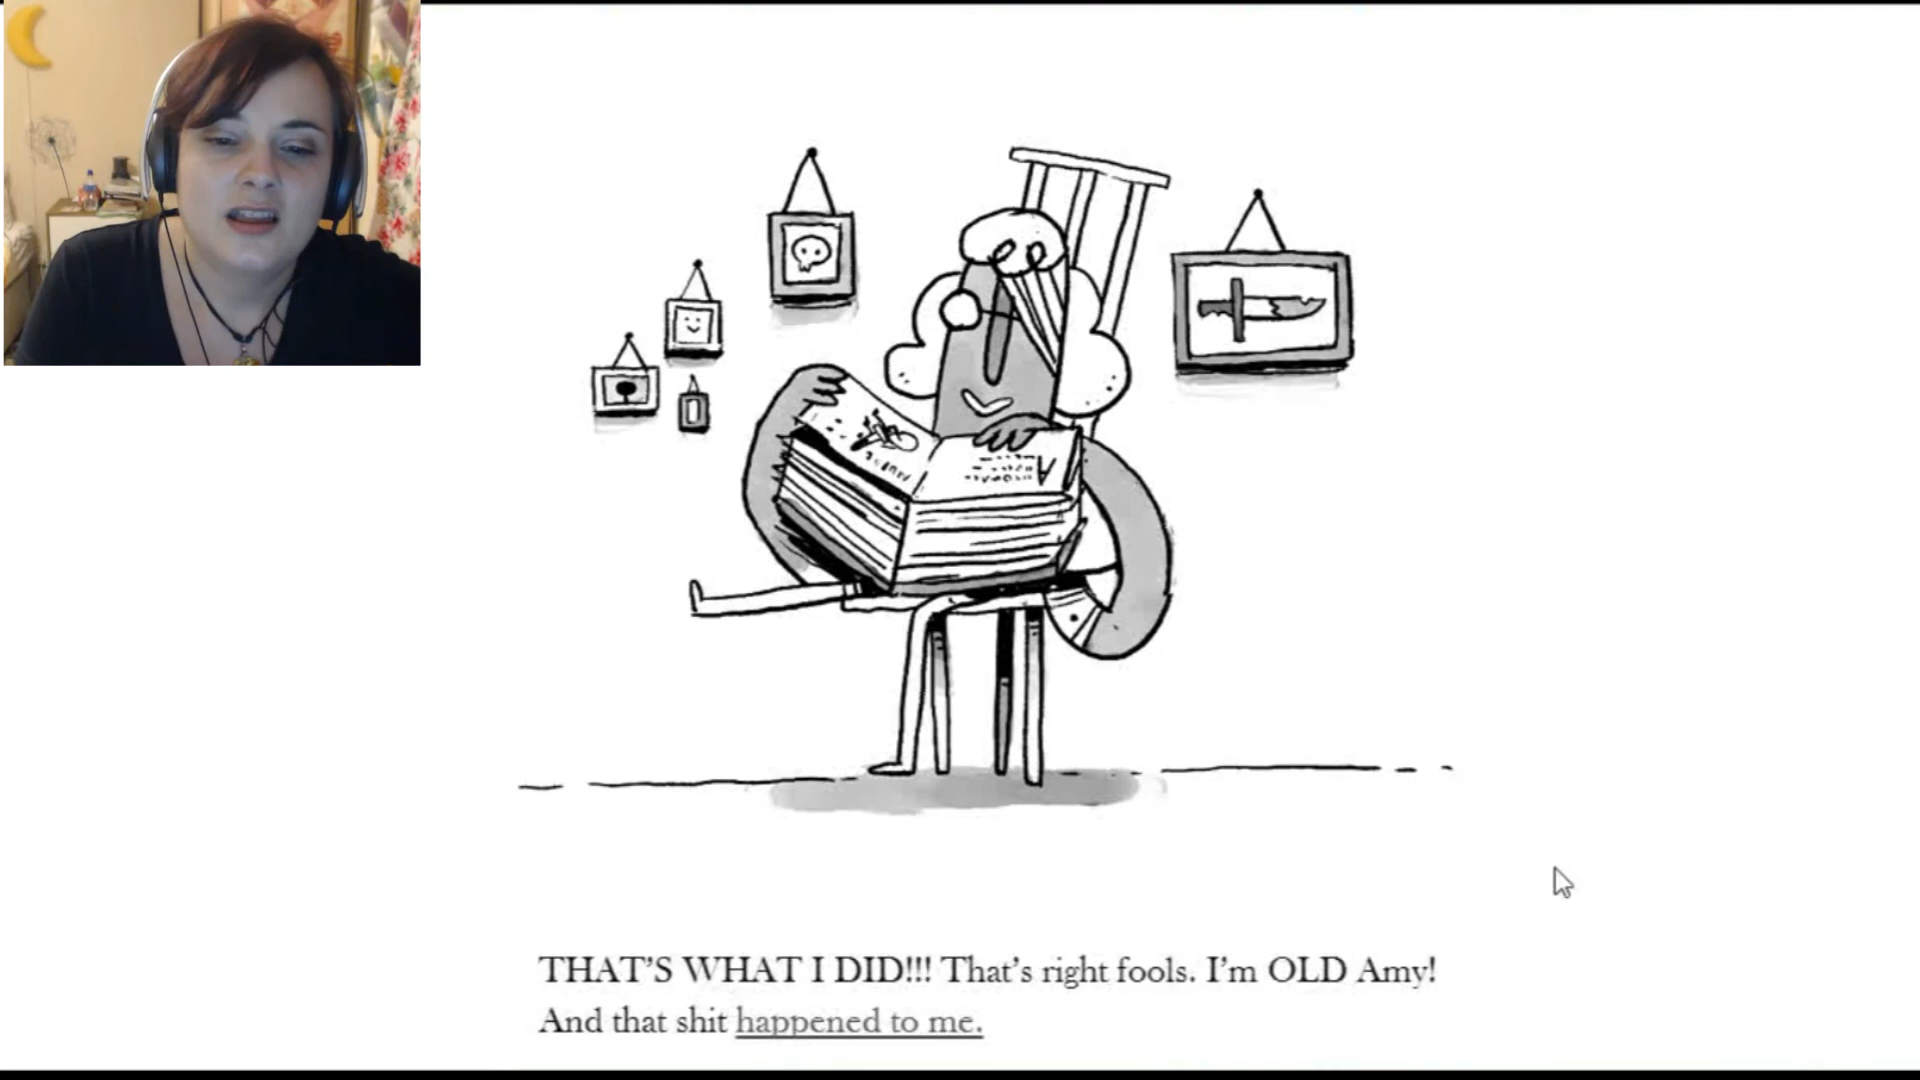 THAT'S WHAT I DID!!! That's right fools. I'm OLD Amy!
And that shit happened to me.